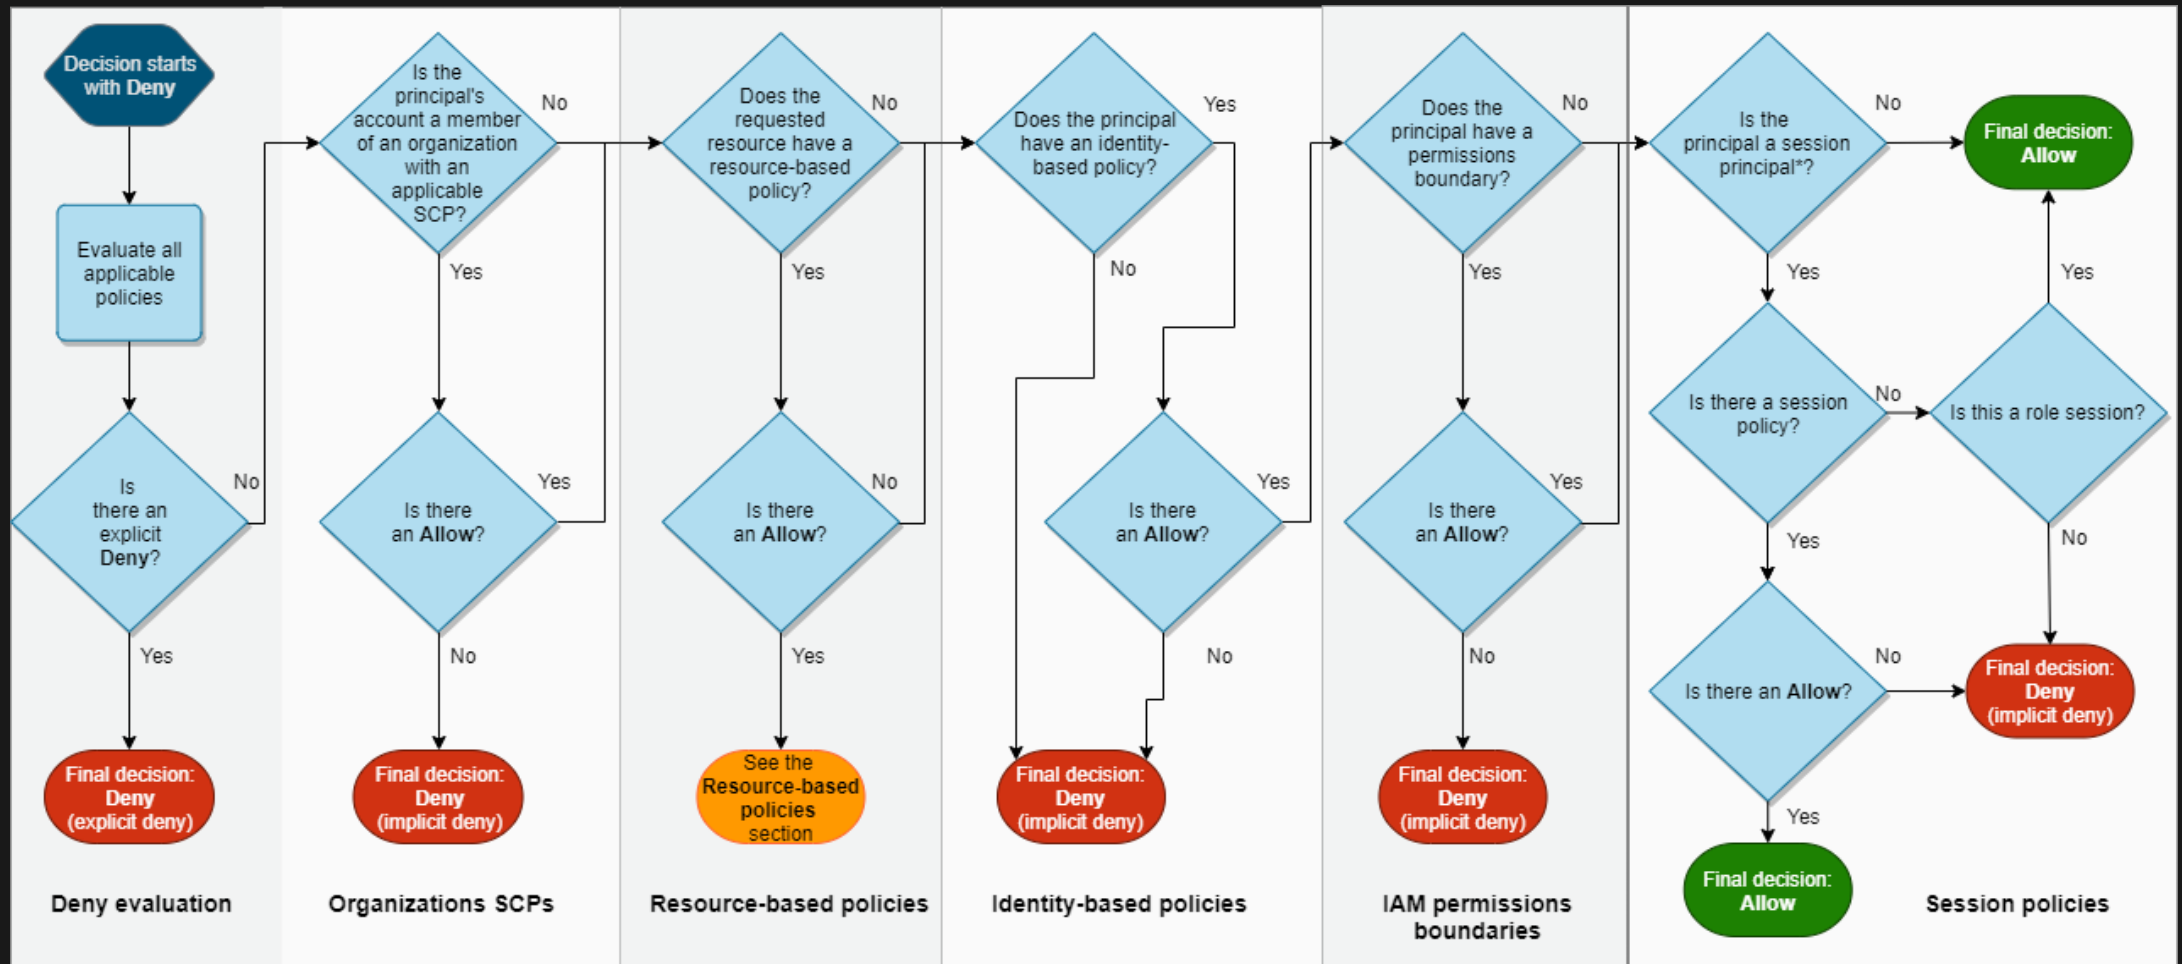 Decision starts
with Deny
Evaluate all
applicable
policies
Is
there an
explicit
Deny?
No
Yes
Final decision:
Deny
(explicit deny)
Deny evaluation
Is the
principal's
account a member
of an organization
with an
applicable
SCP?
No
Yes
Is there
an Allow?
Yes
No
Final decision:
Deny
(implicit deny)
Organizations SCPs
Does the
requested
resource have a
resource-based
policy?
No
Yes
Is there
an Allow?
No
Yes
See the
Resource-based
policies
section
Resource-based policies
Does the principal
have an identity-
based policy?
Yes
No
Is there
an Allow?
Yes
No
Final decision:
Deny
(implicit deny)
Identity-based policies
Does the
principal have a
permissions
boundary?
No
Yes
Is there
an Allow?
Yes
No
Final decision:
Deny
(implicit deny)
IAM permissions
boundaries
Is the
principal a session
principal*?
No
Final decision:
Allow
Yes
Yes
Is there a session
policy?
No
Is this a role session?
Yes
No
Is there an Allow?
No
Final decision:
Deny
(implicit deny)
Yes
Final decision:
Allow
Session policies